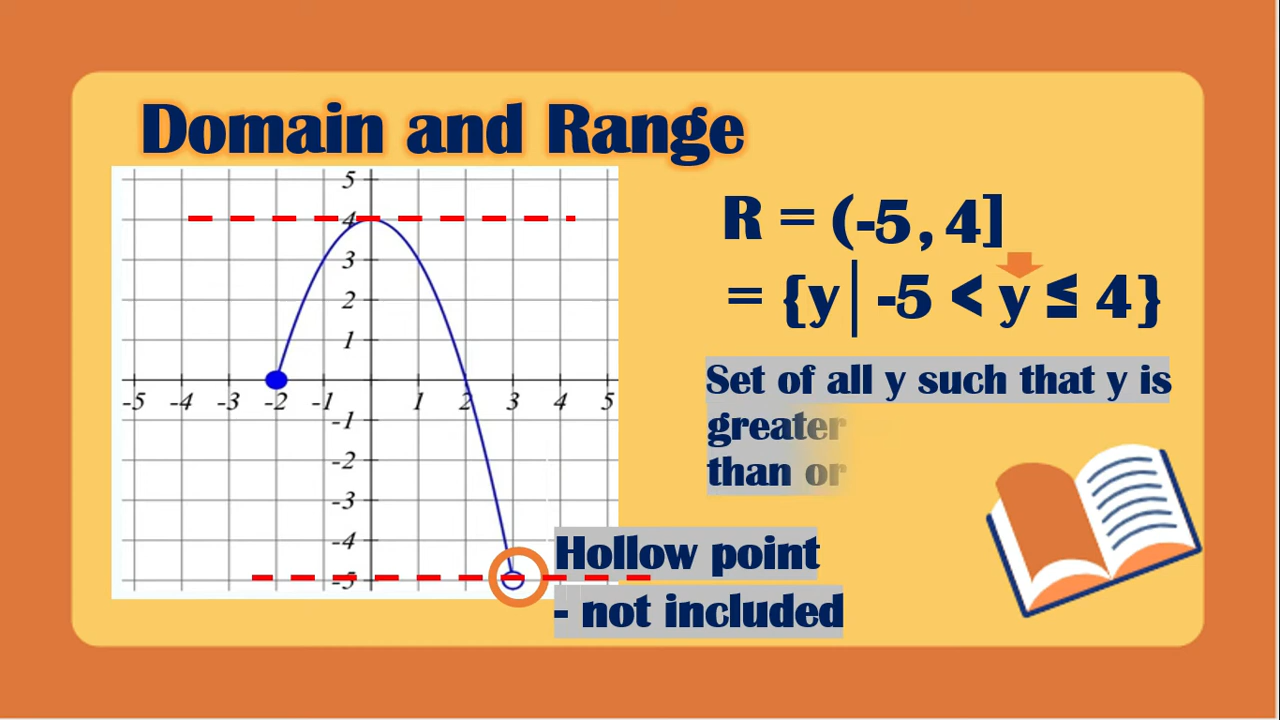 Domain and Range
5
4
3
2
1
-5 -4 -3 -2 -1 1 2 3 4 5
-1
-2
-3
-4
-5
R = (-5, 4]
= {y| -5 < y ≤ 4}
Set of all y such that y is
greater
than or
Hollow point
- not included